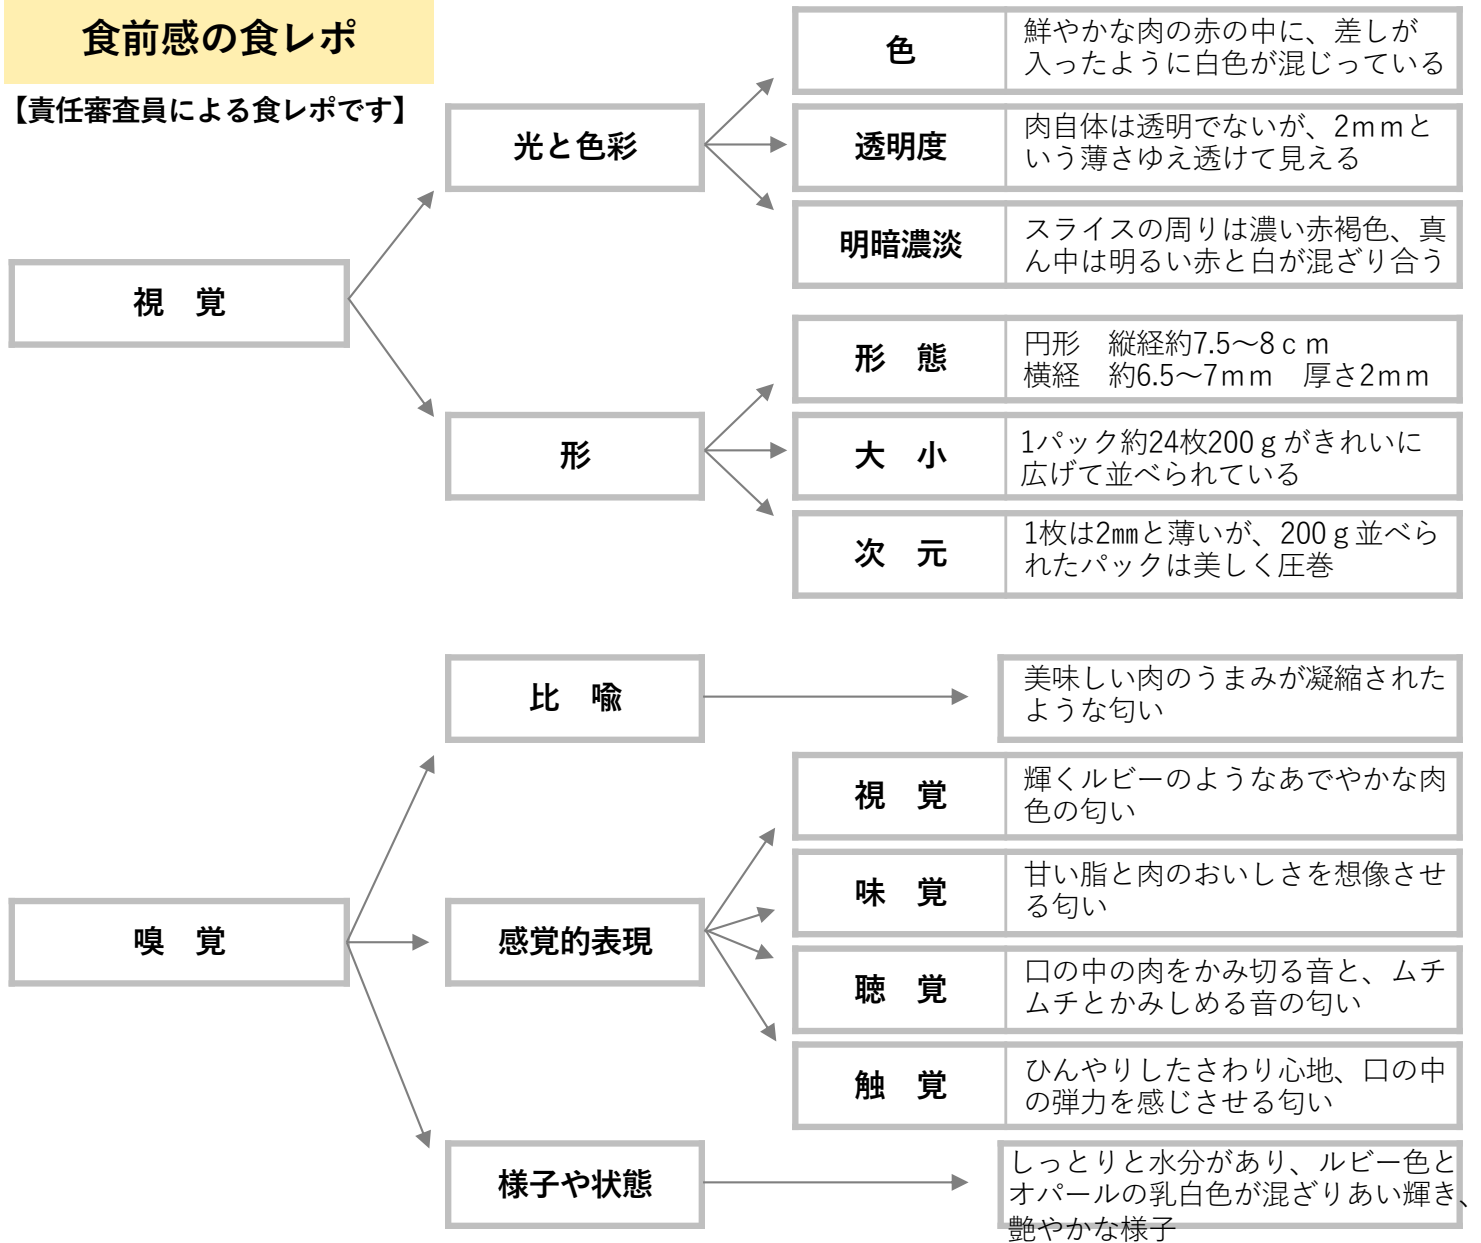 食前感の食レポ
【責任審査員による食レポです】
視　覚
光と色彩
色
鮮やかな肉の赤の中に、差しが
入ったように白色が混じっている
透明度
肉自体は透明でないが、2ｍｍと
いう薄さゆえ透けて見える
明暗濃淡
スライスの周りは濃い赤褐色、真
ん中は明るい赤と白が混ざり合う
形
形　態
円形　縦経約7.5～8ｃｍ
横経　約6.5～7ｍｍ　厚さ2ｍｍ
大　小
1パック約24枚200ｇがきれいに
広げて並べられている
次　元
1枚は2㎜と薄いが、200ｇ並べら
れたパックは美しく圧巻
嗅　覚
比　喩
美味しい肉のうまみが凝縮された
ような匂い
感覚的表現
視　覚
輝くルビーのようなあでやかな肉
色の匂い
味　覚
甘い脂と肉のおいしさを想像させ
る匂い
聴　覚
口の中の肉をかみ切る音と、ムチ
ムチとかみしめる音の匂い
触　覚
ひんやりしたさわり心地、口の中
の弾力を感じさせる匂い
様子や状態
しっとりと水分があり、ルビー色と
オパールの乳白色が混ざりあい輝き、
艶やかな様子